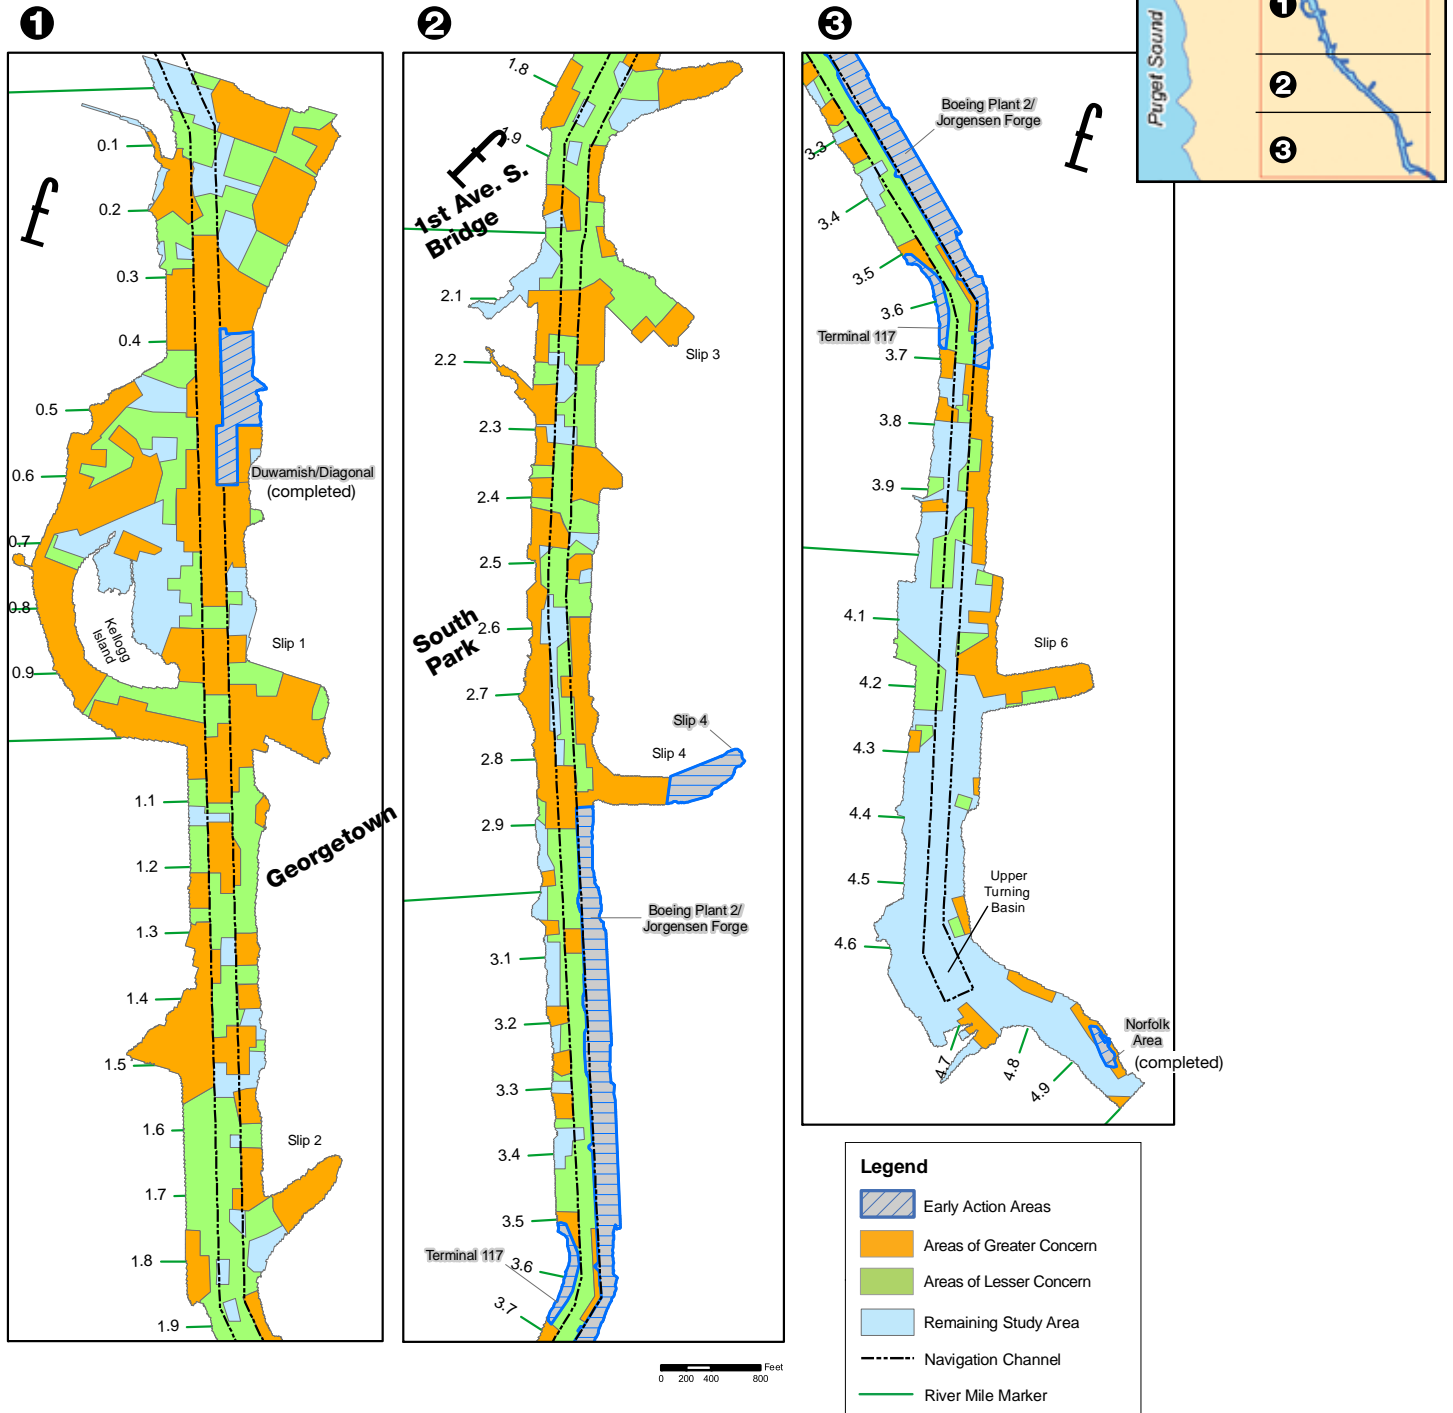 1
2
3
Puget Sound
1
2
3
0.1
0.2
0.3
0.4
0.5
0.6
0.7
0.8
0.9
Duwamish/Diagonal
(completed)
Kellogg
Island
Slip 1
1.1
1.2
1.3
1.4
1.5
1.6
1.7
1.8
1.9
Georgetown
Slip 2
1.8
1.9
1st Ave. S.
Bridge
2.1
2.2
2.3
2.4
2.5
2.6
2.7
2.8
2.9
Slip 3
South
Park
Slip 4
Slip 4
Boeing Plant 2/
Jorgensen Forge
3.1
3.2
3.3
3.4
3.5
3.6
3.7
Terminal 117
Feet
0 200 400 800
Boeing Plant 2/
Jorgensen Forge
3.3
3.4
3.5
3.6
Terminal 117
3.7
3.8
3.9
4.1
4.2
4.3
4.4
4.5
4.6
4.7
4.8
4.9
Slip 6
Upper
Turning
Basin
Norfolk
Area
(completed)
Legend
Early Action Areas
Areas of Greater Concern
Areas of Lesser Concern
Remaining Study Area
Navigation Channel
River Mile Marker